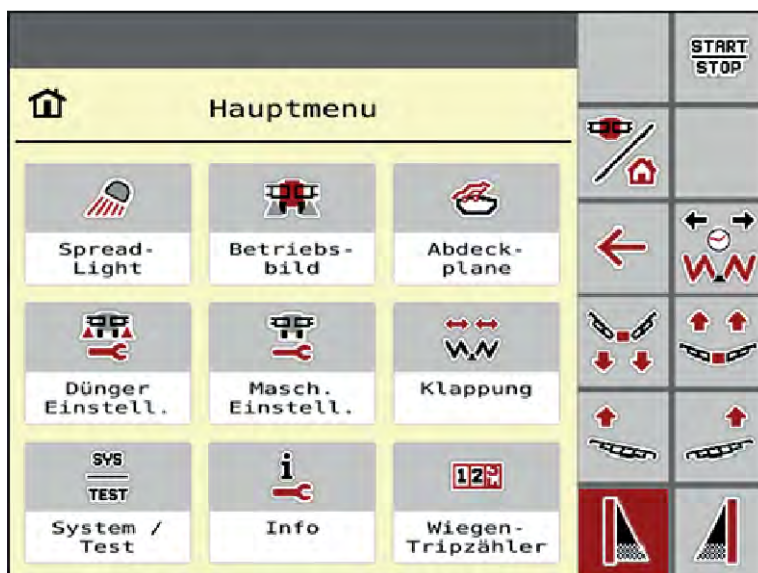 START
STOP
Hauptmenu
Spread-
Light
Betriebs-
bild
Abdeck-
plane
Dünger
Einstell.
Masch.
Einstell.
Klappung
SYS
TEST
System /
Test
i
Info
12
Wiegen-
Tripzähler